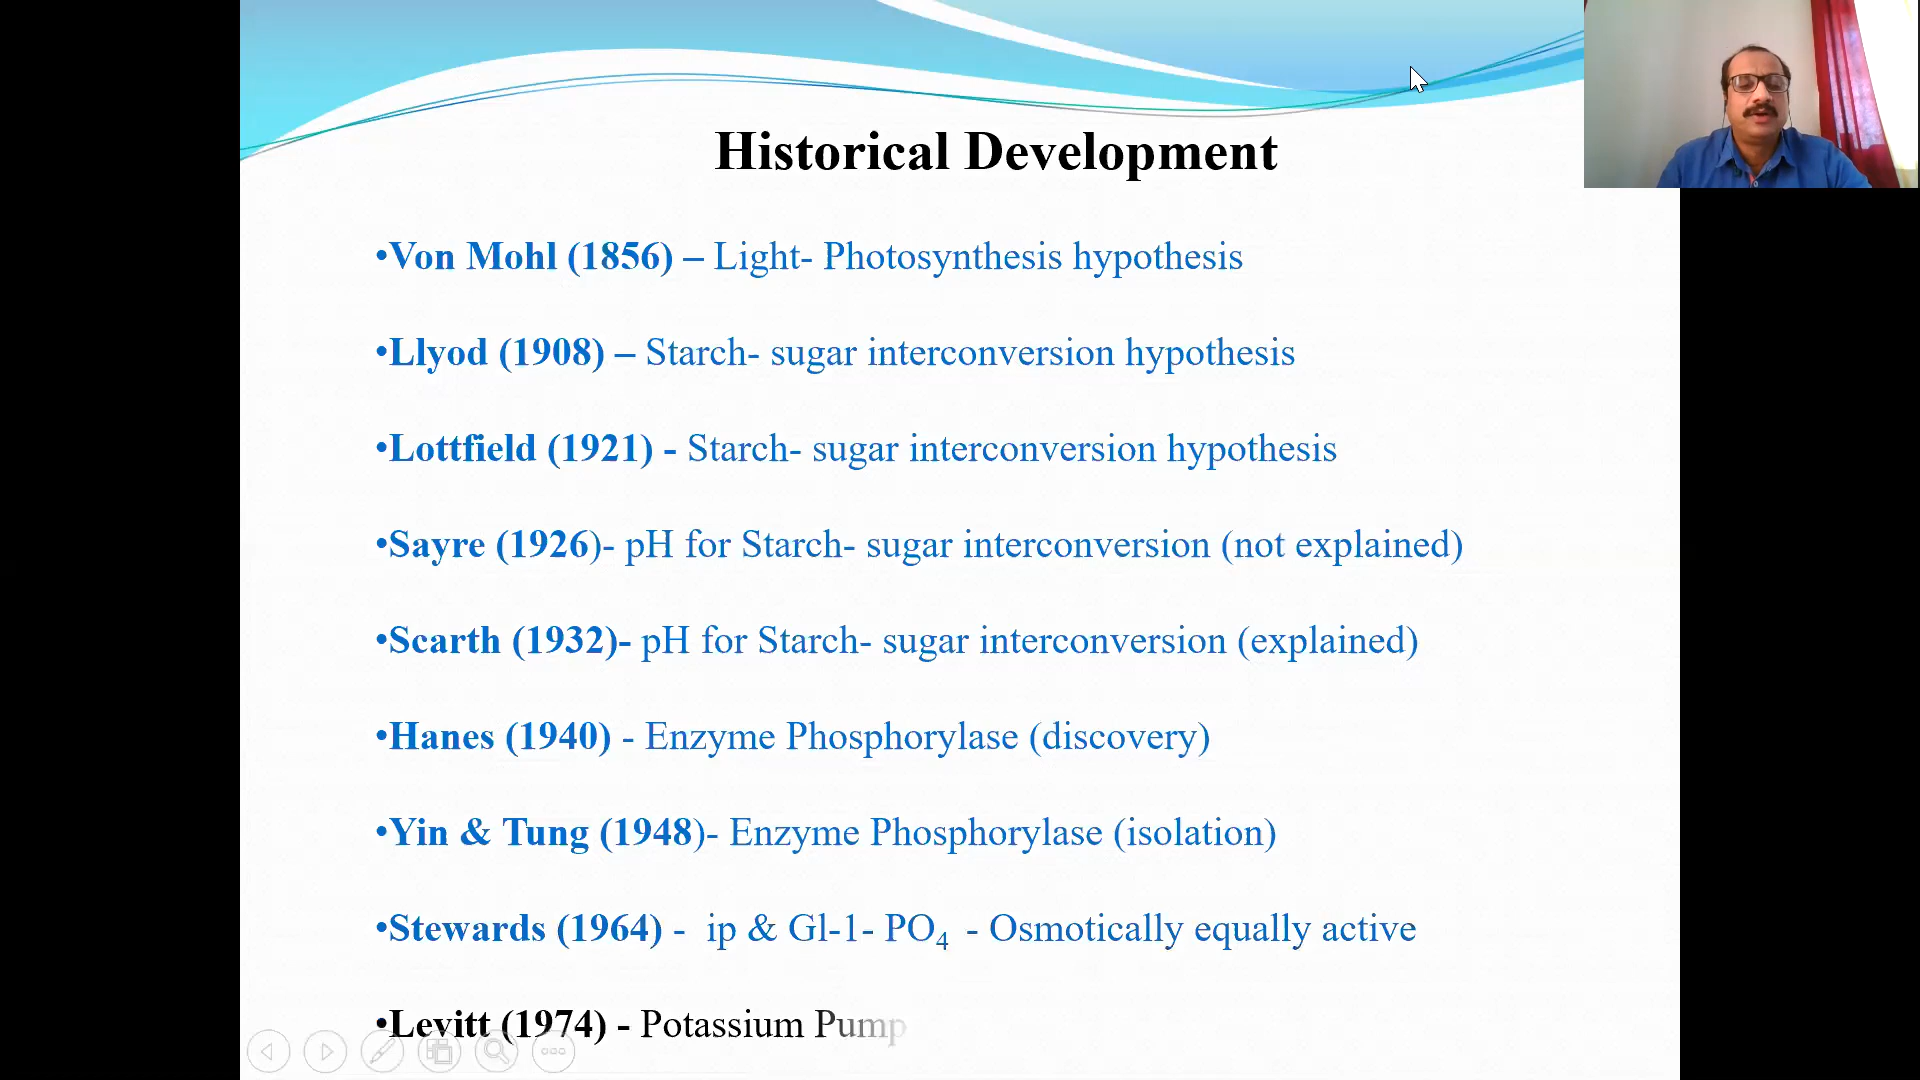 Historical Development
•Von Mohl (1856) – Light- Photosynthesis hypothesis
•Llyod (1908) – Starch- sugar interconversion hypothesis
•Lottfield (1921) - Starch- sugar interconversion hypothesis
•Sayre (1926)- pH for Starch- sugar interconversion (not explained)
•Scarth (1932)- pH for Starch- sugar interconversion (explained)
•Hanes (1940) - Enzyme Phosphorylase (discovery)
•Yin & Tung (1948)- Enzyme Phosphorylase (isolation)
•Stewards (1964) - ip & Gl-1- PO₄ - Osmotically equally active
•Levitt (1974) - Potassium Pump